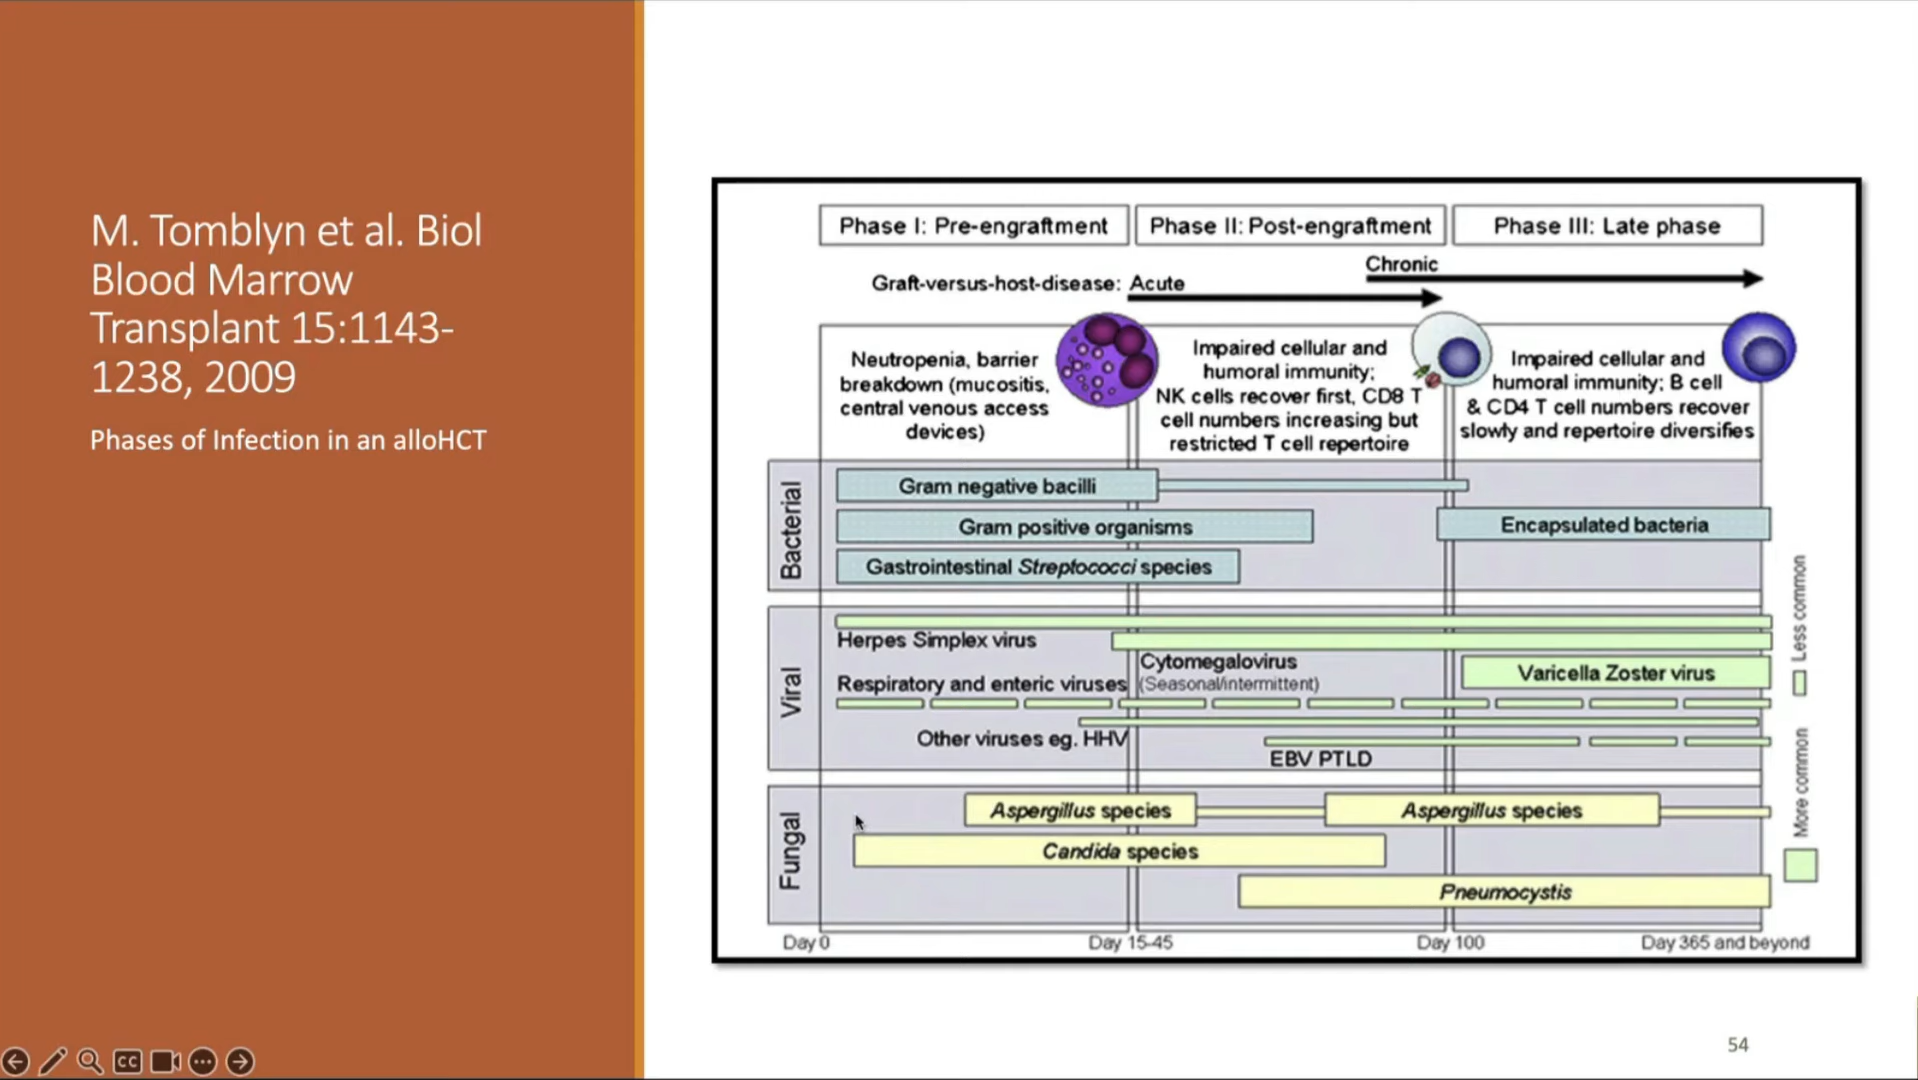 M. Tomblyn et al. Biol
Blood Marrow
Transplant 15:1143-
1238, 2009
Phases of Infection in an alloHCT
Phase I: Pre-engraftment
Phase II: Post-engraftment
Phase III: Late phase
Chronic
Graft-versus-host-disease: Acute
Neutropenia, barrier
breakdown (mucositis,
central venous access
devices)
Impaired cellular and
humoral immunity;
NK cells recover first, CD8 T
cell numbers increasing but
restricted T cell repertoire
Impaired cellular and
humoral immunity; B cell
& CD4 T cell numbers recover
slowly and repertoire diversifies
Bacterial
Gram negative bacilli
Gram positive organisms
Encapsulated bacteria
Gastrointestinal Streptococci species
Viral
Herpes Simplex virus
Cytomegalovirus
Varicella Zoster virus
Respiratory and enteric viruses (Seasonal/intermittent)
Other viruses eg. HHV
EBV PTLD
Fungal
Aspergillus species
Aspergillus species
Candida species
Pneumocystis
Less common
More common
Day 0
Day 15-45
Day 100
Day 365 and beyond
54
CC